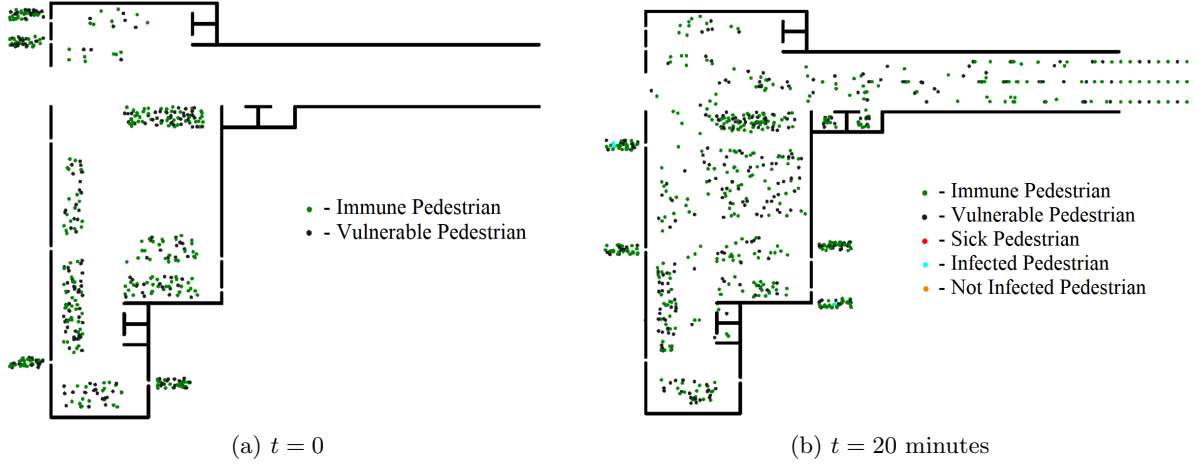 - Immune Pedestrian
- Vulnerable Pedestrian
- Immune Pedestrian
- Vulnerable Pedestrian
- Sick Pedestrian
- Infected Pedestrian
- Not Infected Pedestrian
(a) t = 0
(b) t = 20 minutes